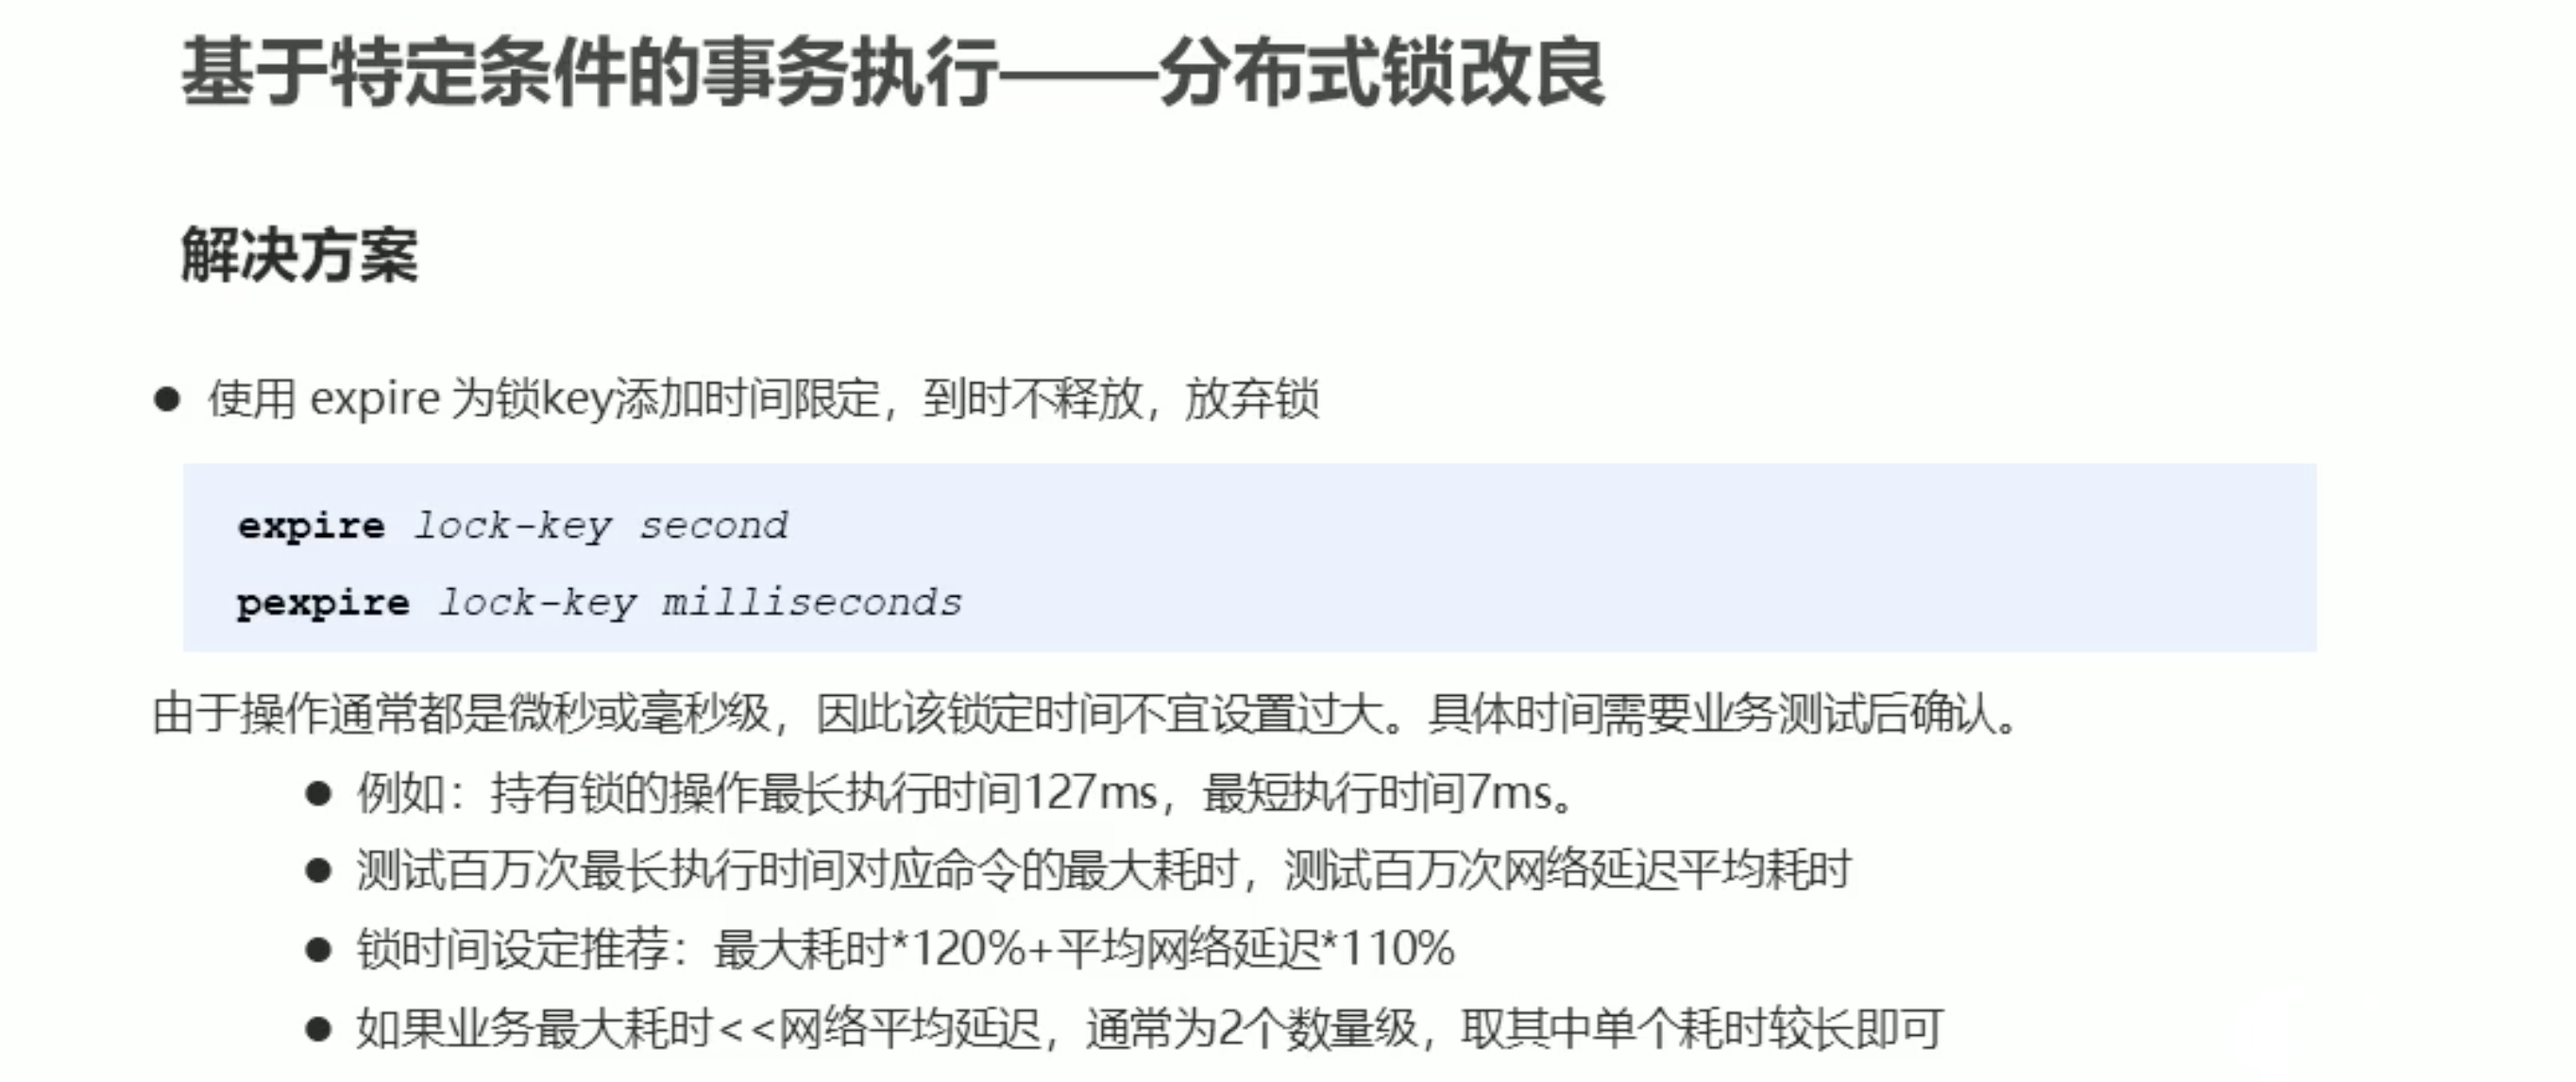 基于特定条件的事务执行——分布式锁改良
解决方案
● 使用 expire 为锁key添加时间限定，到时不释放，放弃锁
expire lock-key second
pexpire lock-key milliseconds
由于操作通常都是微秒或毫秒级，因此该锁定时间不宜设置过大。具体时间需要业务测试后确认。
● 例如：持有锁的操作最长执行时间127ms，最短执行时间7ms。
● 测试百万次最长执行时间对应命令的最大耗时，测试百万次网络延迟平均耗时
● 锁时间设定推荐：最大耗时*120%+平均网络延迟*110%
● 如果业务最大耗时<<网络平均延迟，通常为2个数量级，取其中单个耗时较长即可